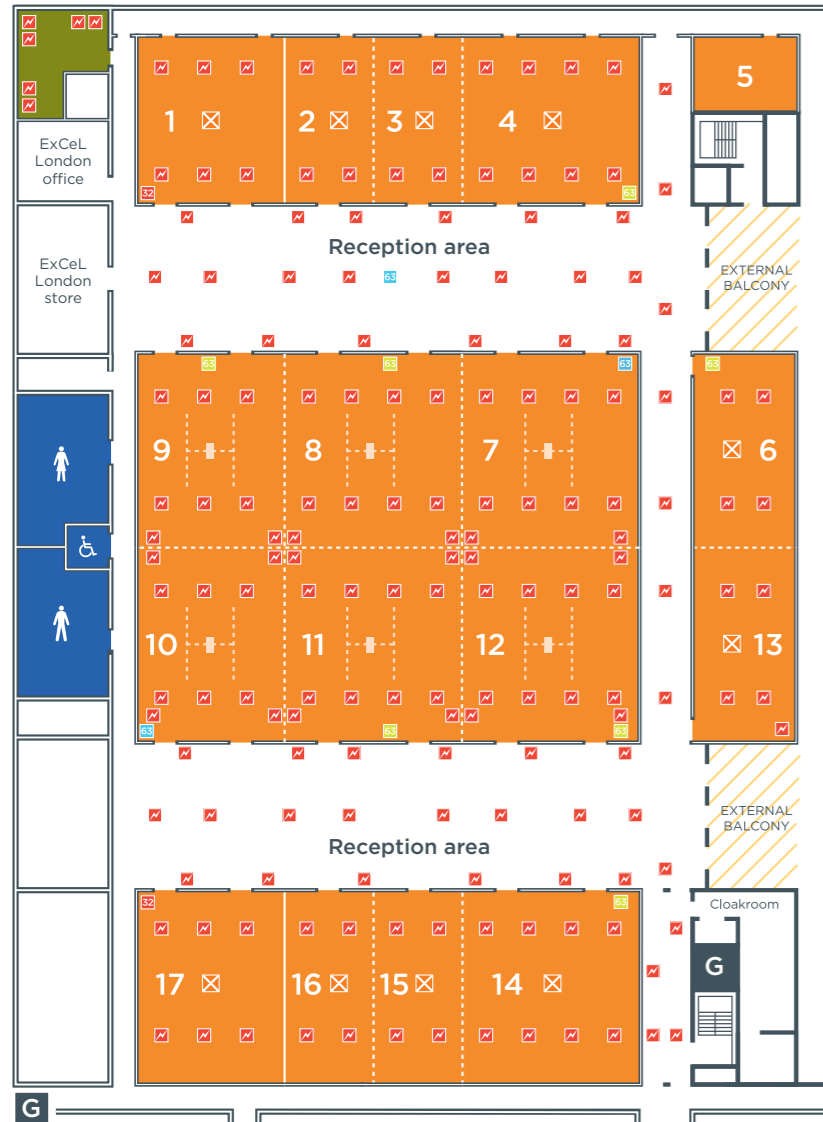 1
2
3
4
5
ExCeL
London
office
32
63
Reception area
ExCeL
London
store
63
EXTERNAL
BALCONY
63
63
63
63
9
8
7
6
10
11
12
13
63
63
63
EXTERNAL
BALCONY
Reception area
32
63
Cloakroom
17
16
15
14
G
G